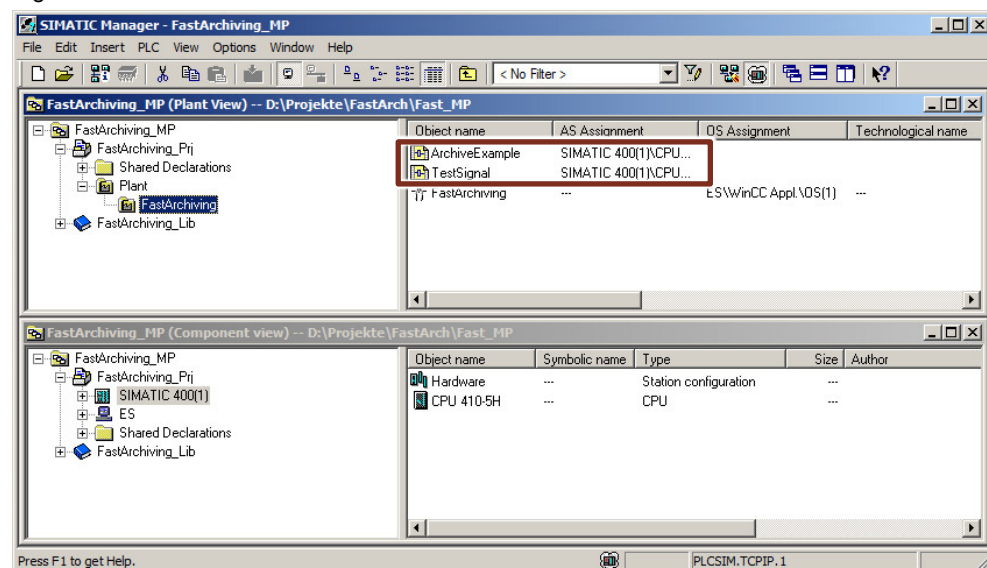 SIMATIC Manager - FastArchiving_MP
File Edit Insert PLC View Options Window Help
< No Filter >
FastArchiving_MP (Plant View) -- D:\Projekte\FastArch\Fast_MP
FastArchiving_MP
FastArchiving_Prj
Shared Declarations
Plant
FastArchiving
FastArchiving_Lib
Object name AS Assignment OS Assignment Technological name
ArchiveExample SIMATIC 400(1)\CPU...
TestSignal SIMATIC 400(1)\CPU...
FastArchiving --- ES\WinCC Appl.\OS(1) ---
FastArchiving_MP (Component view) -- D:\Projekte\FastArch\Fast_MP
FastArchiving_MP
FastArchiving_Prj
SIMATIC 400(1)
ES
Shared Declarations
FastArchiving_Lib
Object name Symbolic name Type Size Author
Hardware --- Station configuration ---
CPU 410-5H --- CPU ---
Press F1 to get Help. PLCSIM.TCPIP.1